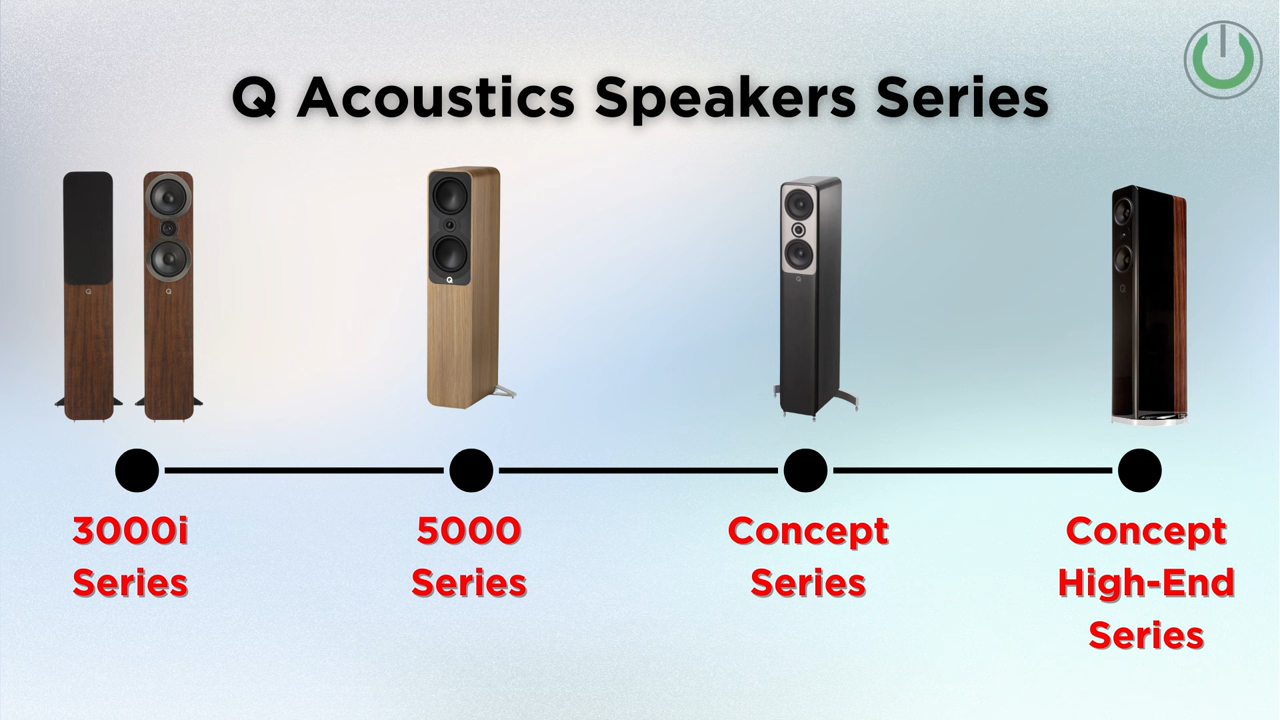 Q Acoustics Speakers Series
3000i
Series
5000
Series
Concept
Series
Concept
High-End
Series